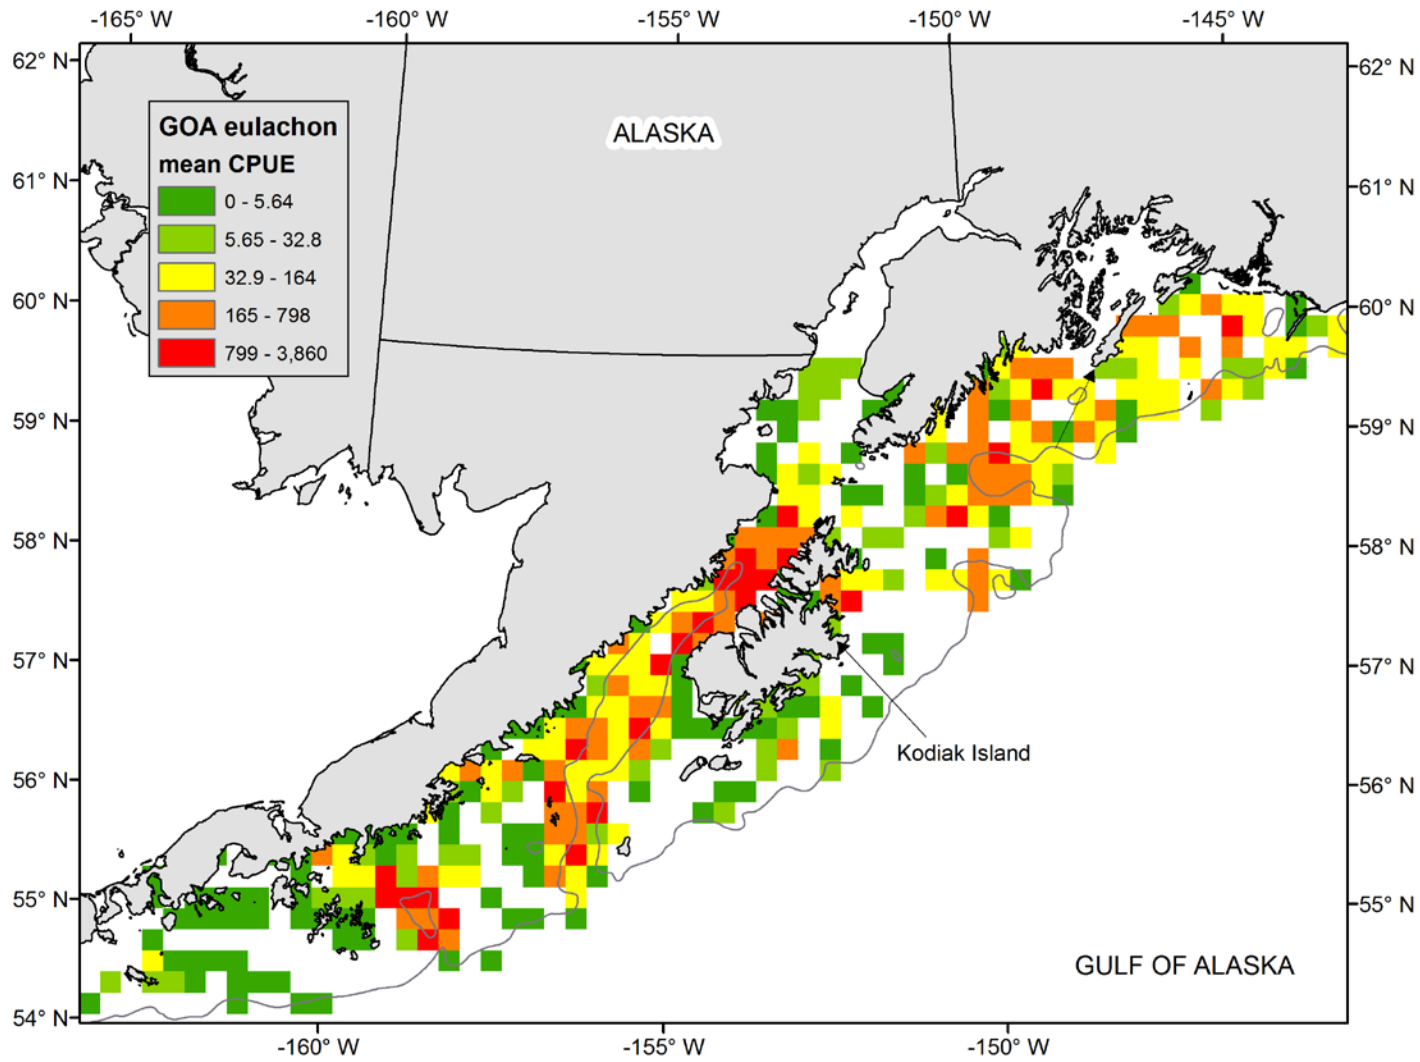 -165° W -160° W -155° W -150° W -145° W
62° N 62° N
GOA eulachon
ALASKA
mean CPUE
61° N 61° N
0 - 5.64
5.65 - 32.8
32.9 - 164
60° N 60° N
165 - 798
799 - 3,860
59° N 59° N
58° N 58° N
57° N 57° N
Kodiak Island
56° N 56° N
55° N 55° N
GULF OF ALASKA
54° N
-160° W -155° W -150° W